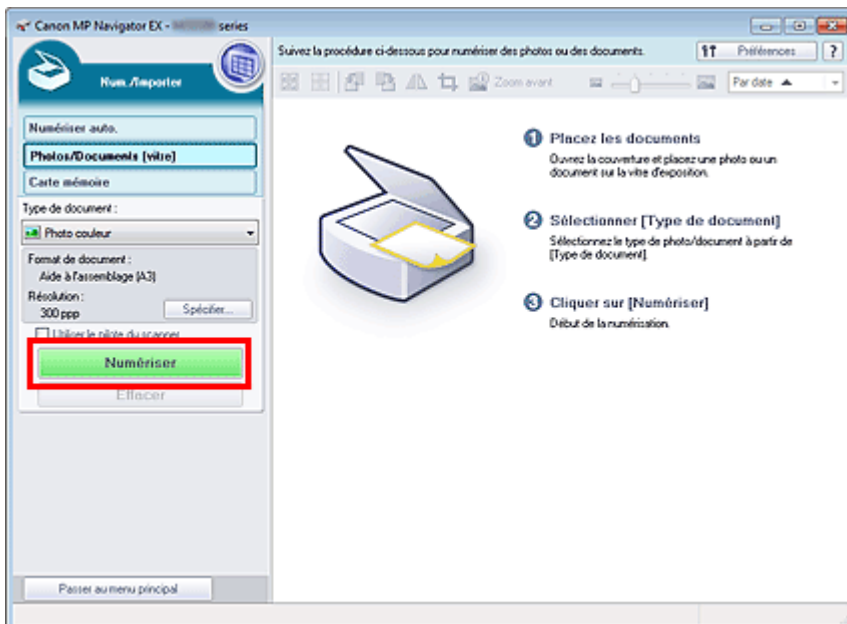 Canon MP Navigator EX - series
Suivez la procédure ci-dessous pour numériser des photos ou des documents.
Préférences
?
Num./Importer
Zoom avant
Par date
Numériser auto.
Photos/Documents (vitre)
Carte mémoire
Type de document :
Photo couleur
Format de document :
Aide à l'assemblage (A3)
Résolution :
300 ppp
Spécifier...
Utiliser le pilote du scanner
Numériser
Effacer
Passer au menu principal
1 Placez les documents
Ouvrez la couverture et placez une photo ou un
document sur la vitre d'exposition.
2 Sélectionner [Type de document]
Sélectionnez le type de photo/document à partir de
[Type de document]
3 Cliquer sur [Numériser]
Début de la numérisation.